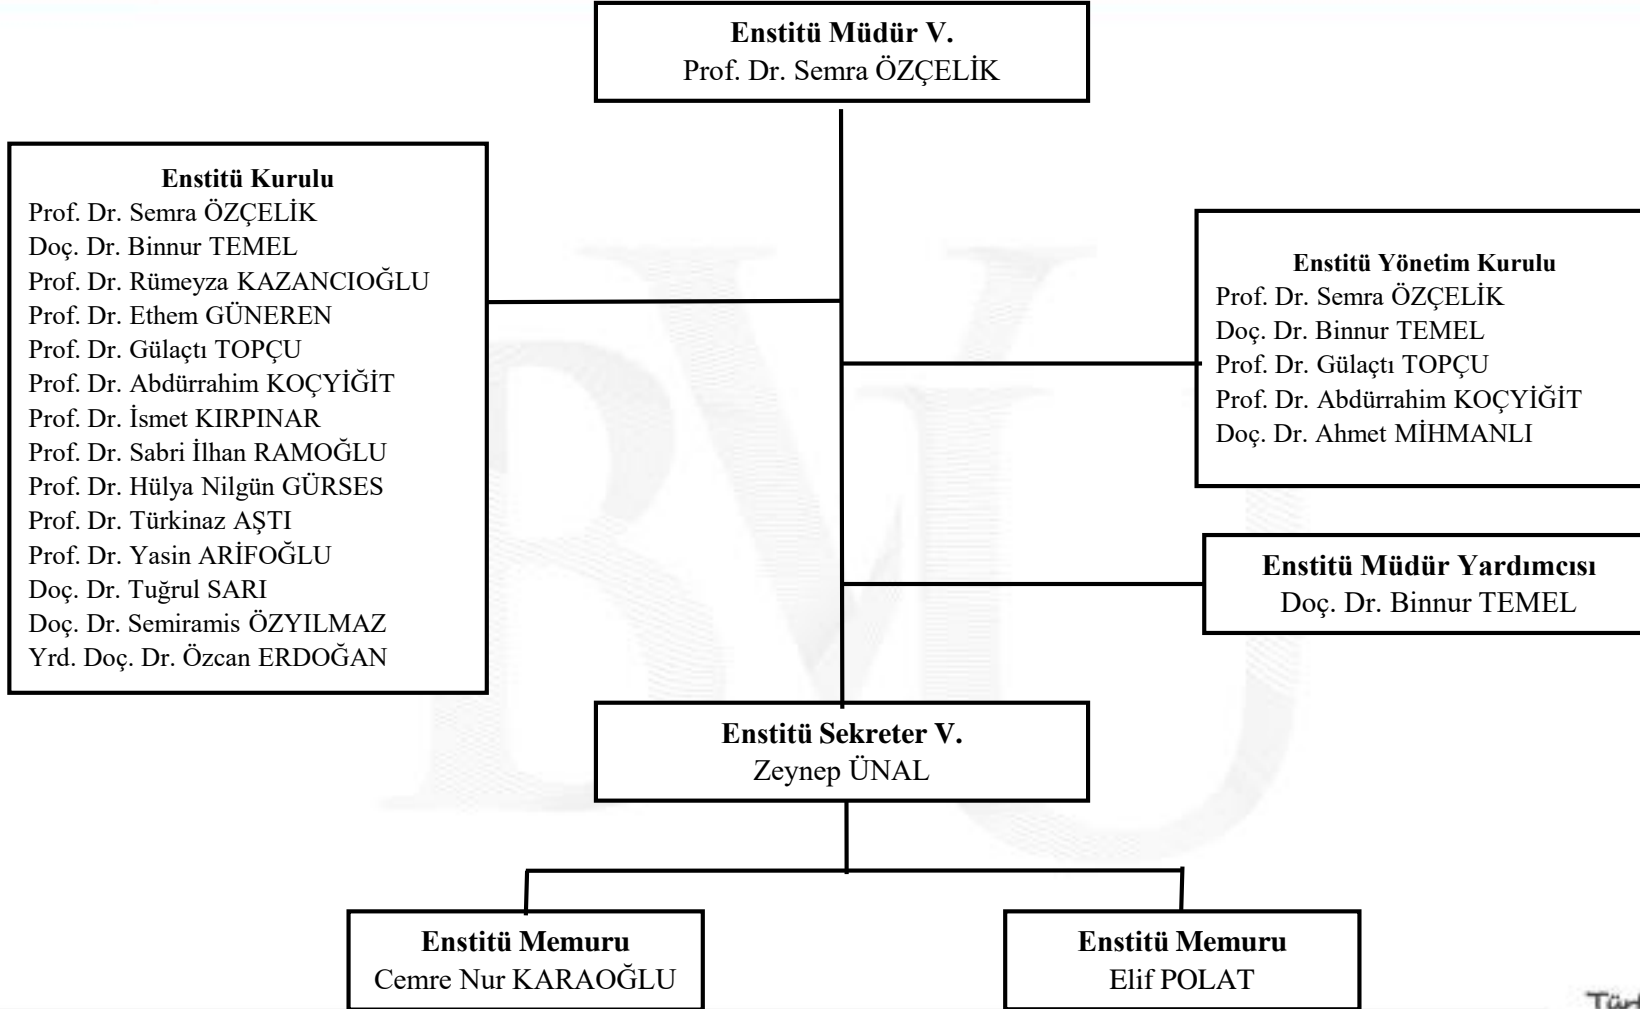 Enstitü Müdür V.
Prof. Dr. Semra ÖZÇELİK
Enstitü Kurulu
Prof. Dr. Semra ÖZÇELİK
Doç. Dr. Binnur TEMEL
Prof. Dr. Rümeyza KAZANCIOĞLU
Prof. Dr. Ethem GÜNEREN
Prof. Dr. Gülaçtı TOPÇU
Prof. Dr. Abdürrahim KOÇYİĞİT
Prof. Dr. İsmet KIRPINAR
Prof. Dr. Sabri İlhan RAMOĞLU
Prof. Dr. Hülya Nilgün GÜRSES
Prof. Dr. Türkinaz AŞTI
Prof. Dr. Yasin ARİFOĞLU
Doç. Dr. Tuğrul SARI
Doç. Dr. Semiramis ÖZYILMAZ
Yrd. Doç. Dr. Özcan ERDOĞAN
Enstitü Yönetim Kurulu
Prof. Dr. Semra ÖZÇELİK
Doç. Dr. Binnur TEMEL
Prof. Dr. Gülaçtı TOPÇU
Prof. Dr. Abdürrahim KOÇYİĞİT
Doç. Dr. Ahmet MİHMANLI
Enstitü Müdür Yardımcısı
Doç. Dr. Binnur TEMEL
Enstitü Sekreter V.
Zeynep ÜNAL
Enstitü Memuru
Cemre Nur KARAOĞLU
Enstitü Memuru
Elif POLAT